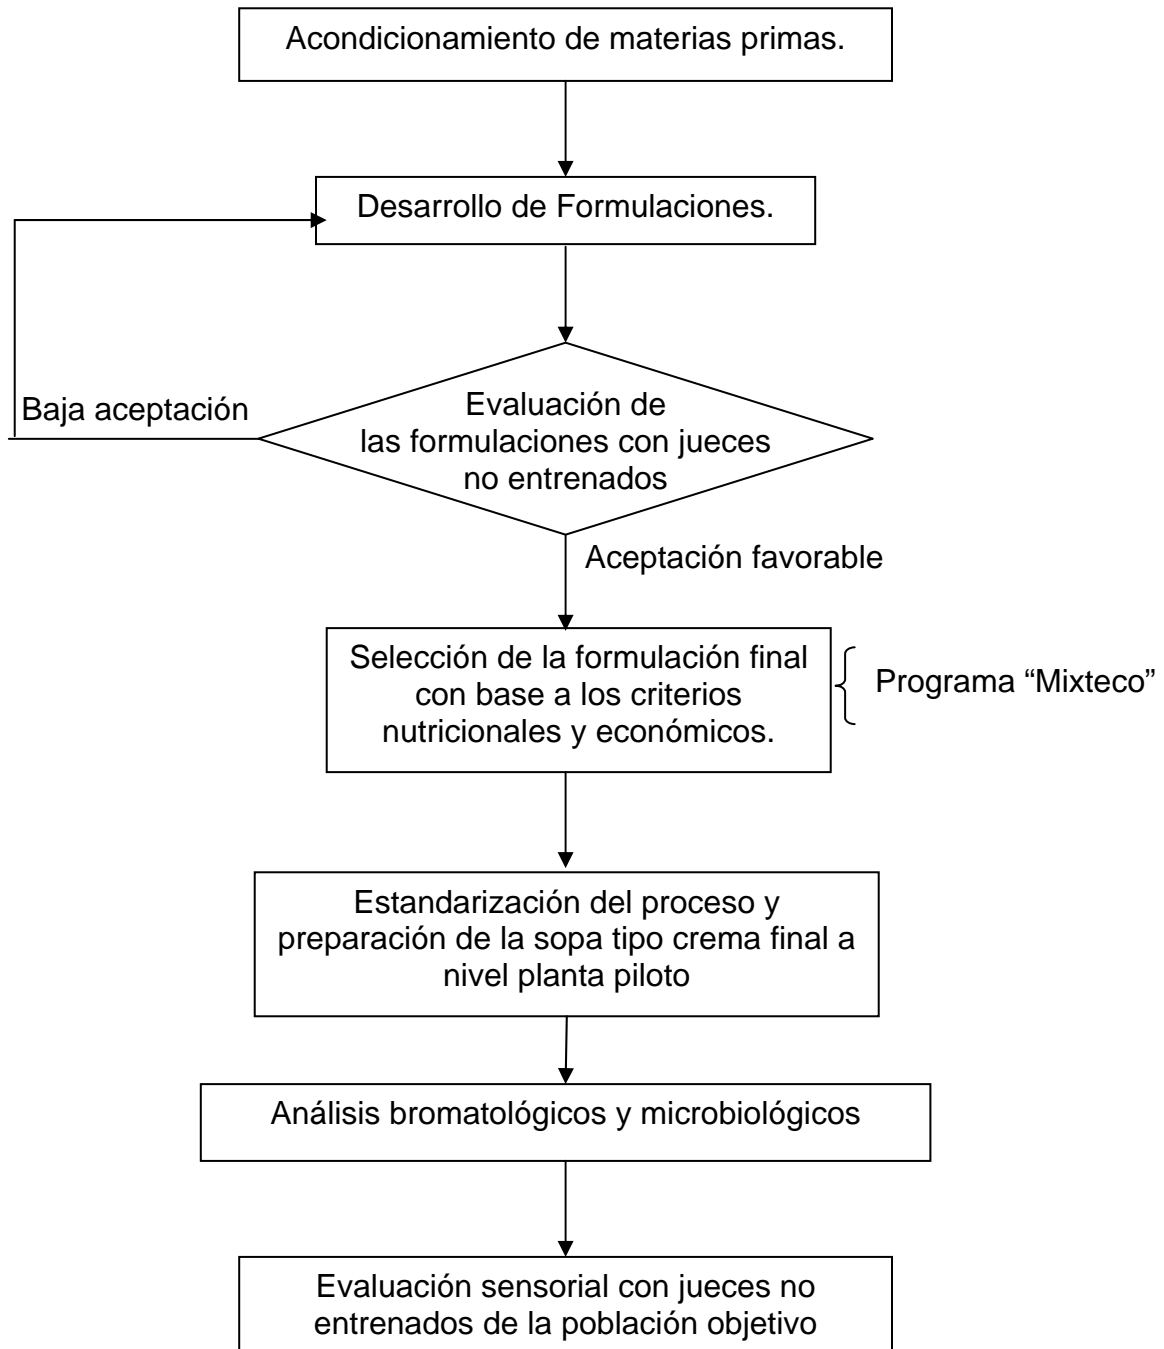 Acondicionamiento de materias primas.
Desarrollo de Formulaciones.
Baja aceptación
Evaluación de
las formulaciones con jueces
no entrenados
Aceptación favorable
Selección de la formulación final
con base a los criterios
nutricionales y económicos.
Programa “Mixteco”
Estandarización del proceso y
preparación de la sopa tipo crema final a
nivel planta piloto
Análisis bromatológicos y microbiológicos
Evaluación sensorial con jueces no
entrenados de la población objetivo